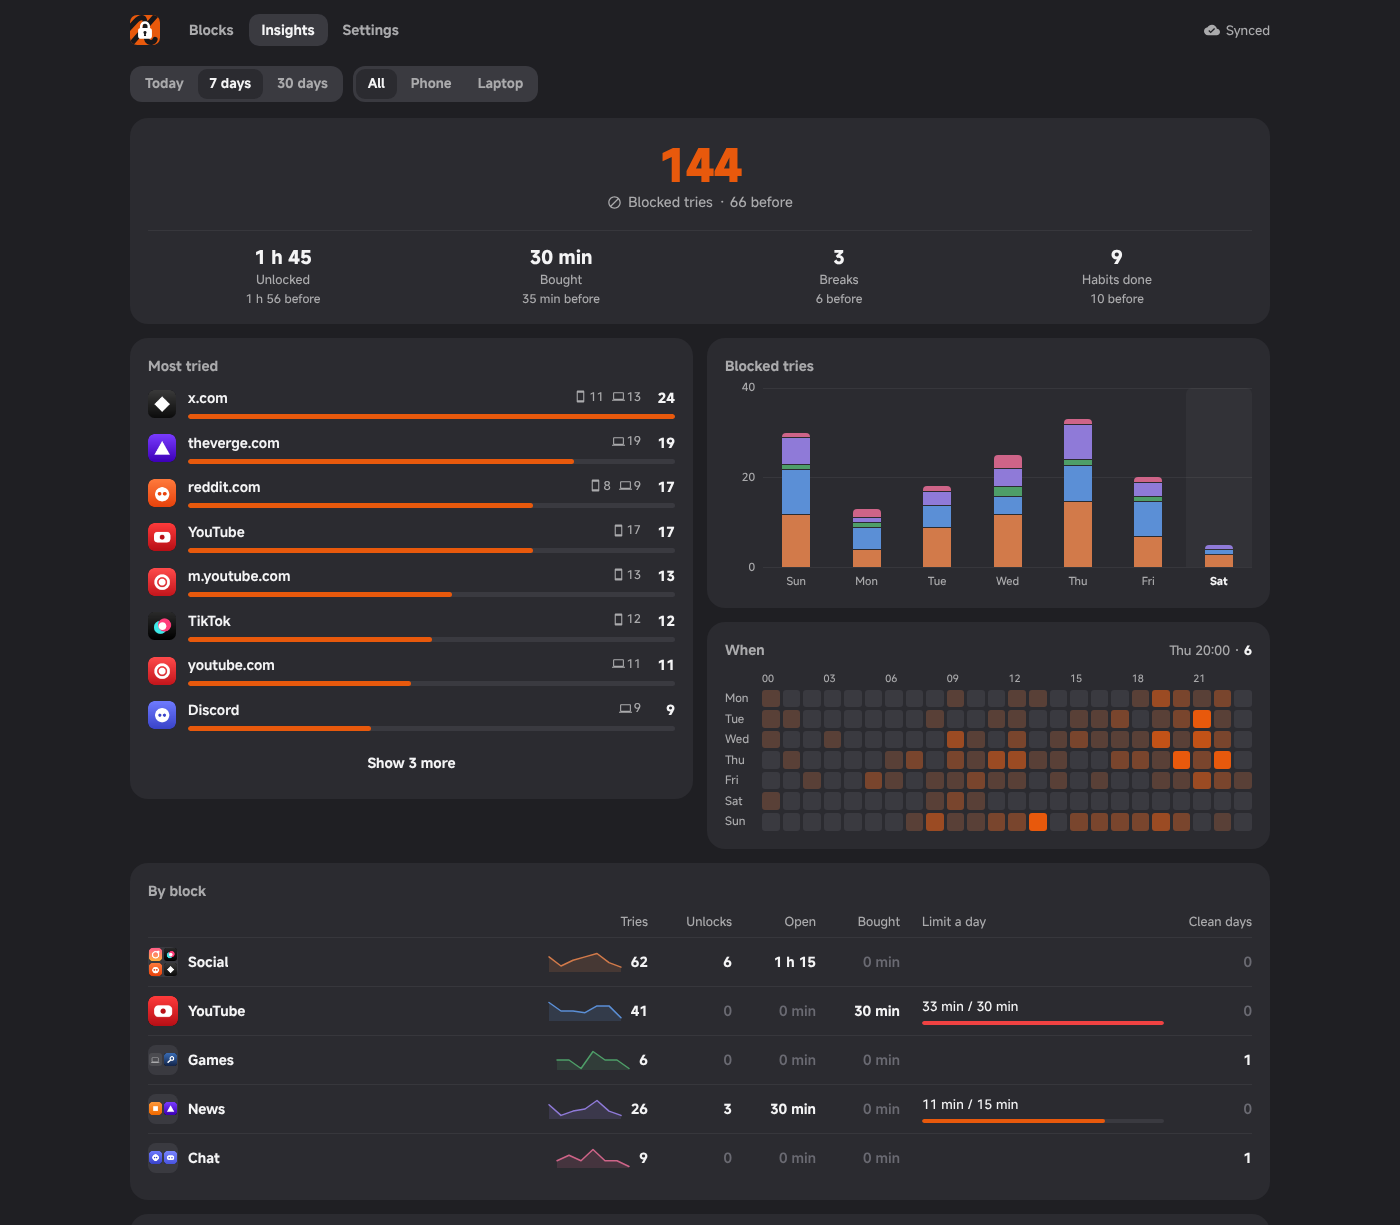 Blocks Insights Settings Synced
Today 7 days 30 days All Phone Laptop
144
Blocked tries · 66 before
1 h 45 30 min 3 9
Unlocked Bought Breaks Habits done
1 h 56 before 35 min before 6 before 10 before
Most tried
x.com 11 13 24
theverge.com 19 19
reddit.com 8 9 17
YouTube 17 17
m.youtube.com 13 13
TikTok 12 12
youtube.com 11 11
Discord 9 9
Show 3 more
Blocked tries
40
20
0
Sun Mon Tue Wed Thu Fri Sat
When Thu 20:00 · 6
00 03 06 09 12 15 18 21
Mon
Tue
Wed
Thu
Fri
Sat
Sun
By block
Tries Unlocks Open Bought Limit a day Clean days
Social 62 6 1 h 15 0 min 0
YouTube 41 0 0 min 30 min 33 min / 30 min 0
Games 6 0 0 min 0 min 1
News 26 3 30 min 0 min 11 min / 15 min 0
Chat 9 0 0 min 0 min 1